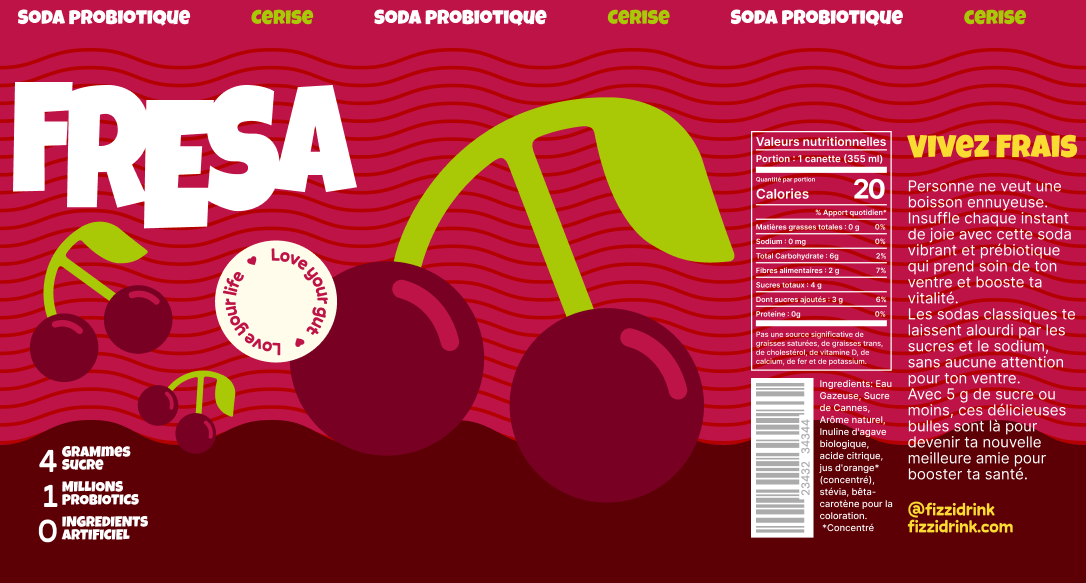 SODA PROBIOTIQUE CERISE SODA PROBIOTIQUE CERISE SODA PROBIOTIQUE CERISE
FRESA
Love your gut
Love your life
4 GRAMMES
SUCRE
1 MILLIONS
PROBIOTICS
0 INGREDIENTS
ARTIFICIEL
Valeurs nutritionnelles
Portion : 1 canette (355 ml)
Quantité par portion
Calories 20
% Apport quotidien*
Matières grasses totales : 0 g 0%
Sodium : 0 mg 0%
Total Carbohydrate : 6g 2%
Fibres alimentaires : 2 g 7%
Sucres totaux : 4 g
Dont sucres ajoutés : 3 g 6%
Proteine : 0g 0%
Pas une source significative de
graisses saturées, de graisses trans,
de cholestérol, de vitamine D, de
calcium, de fer et de potassium.
23432 34344
Ingredients: Eau
Gazeuse, Sucre
de Cannes,
Arôme naturel,
Inuline d'agave
biologique,
acide citrique,
jus d'orange*
(concentré),
stévia, bêta-
carotène pour la
coloration.
*Concentré
VIVEZ FRAIS
Personne ne veut une
boisson ennuyeuse.
Insuffle chaque instant
de joie avec cette soda
vibrant et prébiotique
qui prend soin de ton
ventre et booste ta
vitalité.
Les sodas classiques te
laissent alourdi par les
sucres et le sodium,
sans aucune attention
pour ton ventre.
Avec 5 g de sucre ou
moins, ces délicieuses
bulles sont là pour
devenir ta nouvelle
meilleure amie pour
booster ta santé.
@fizzidrink
fizzidrink.com